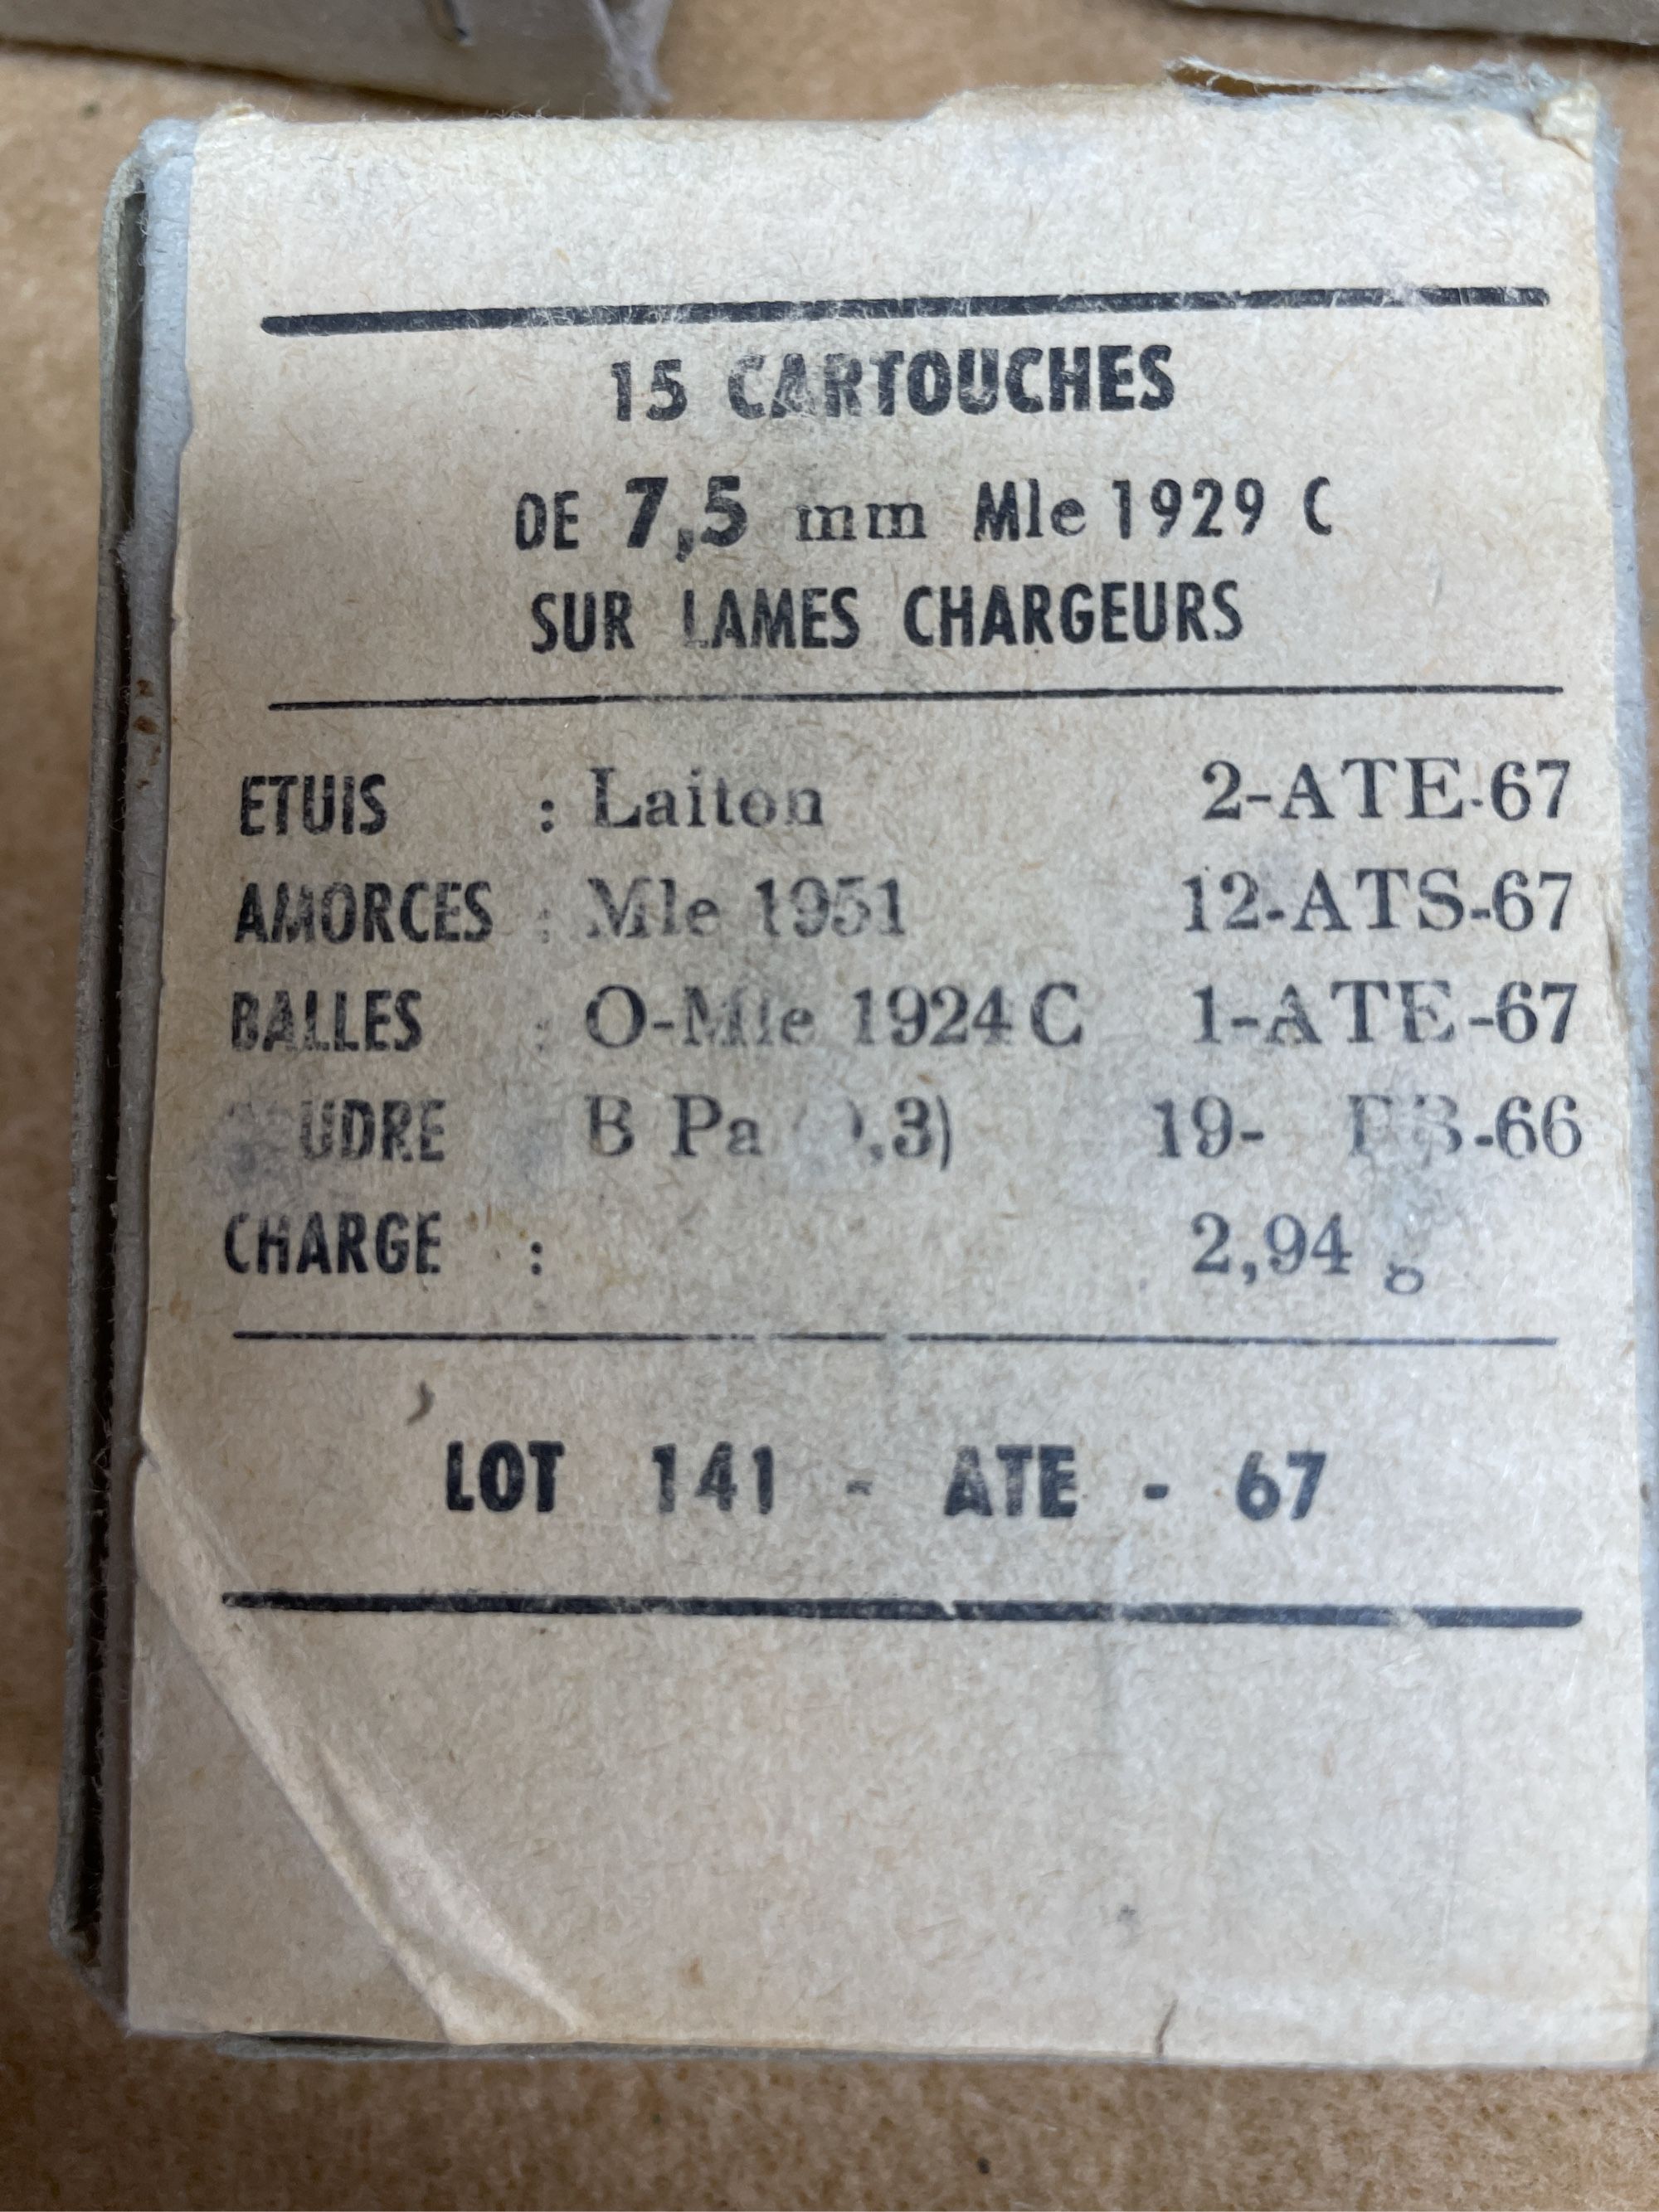 15 CARTOUCHES
DE 7,5 mm Mle 1929 C
SUR LAMES CHARGEURS
ETUIS : Laiton 2-ATE-67
AMORCES : Mle 1951 12-ATS-67
BALLES : O-Mle 1924 C 1-ATE-67
B Pa 19-
CHARGE : 2,94 g
LOT 141 - ATE - 67